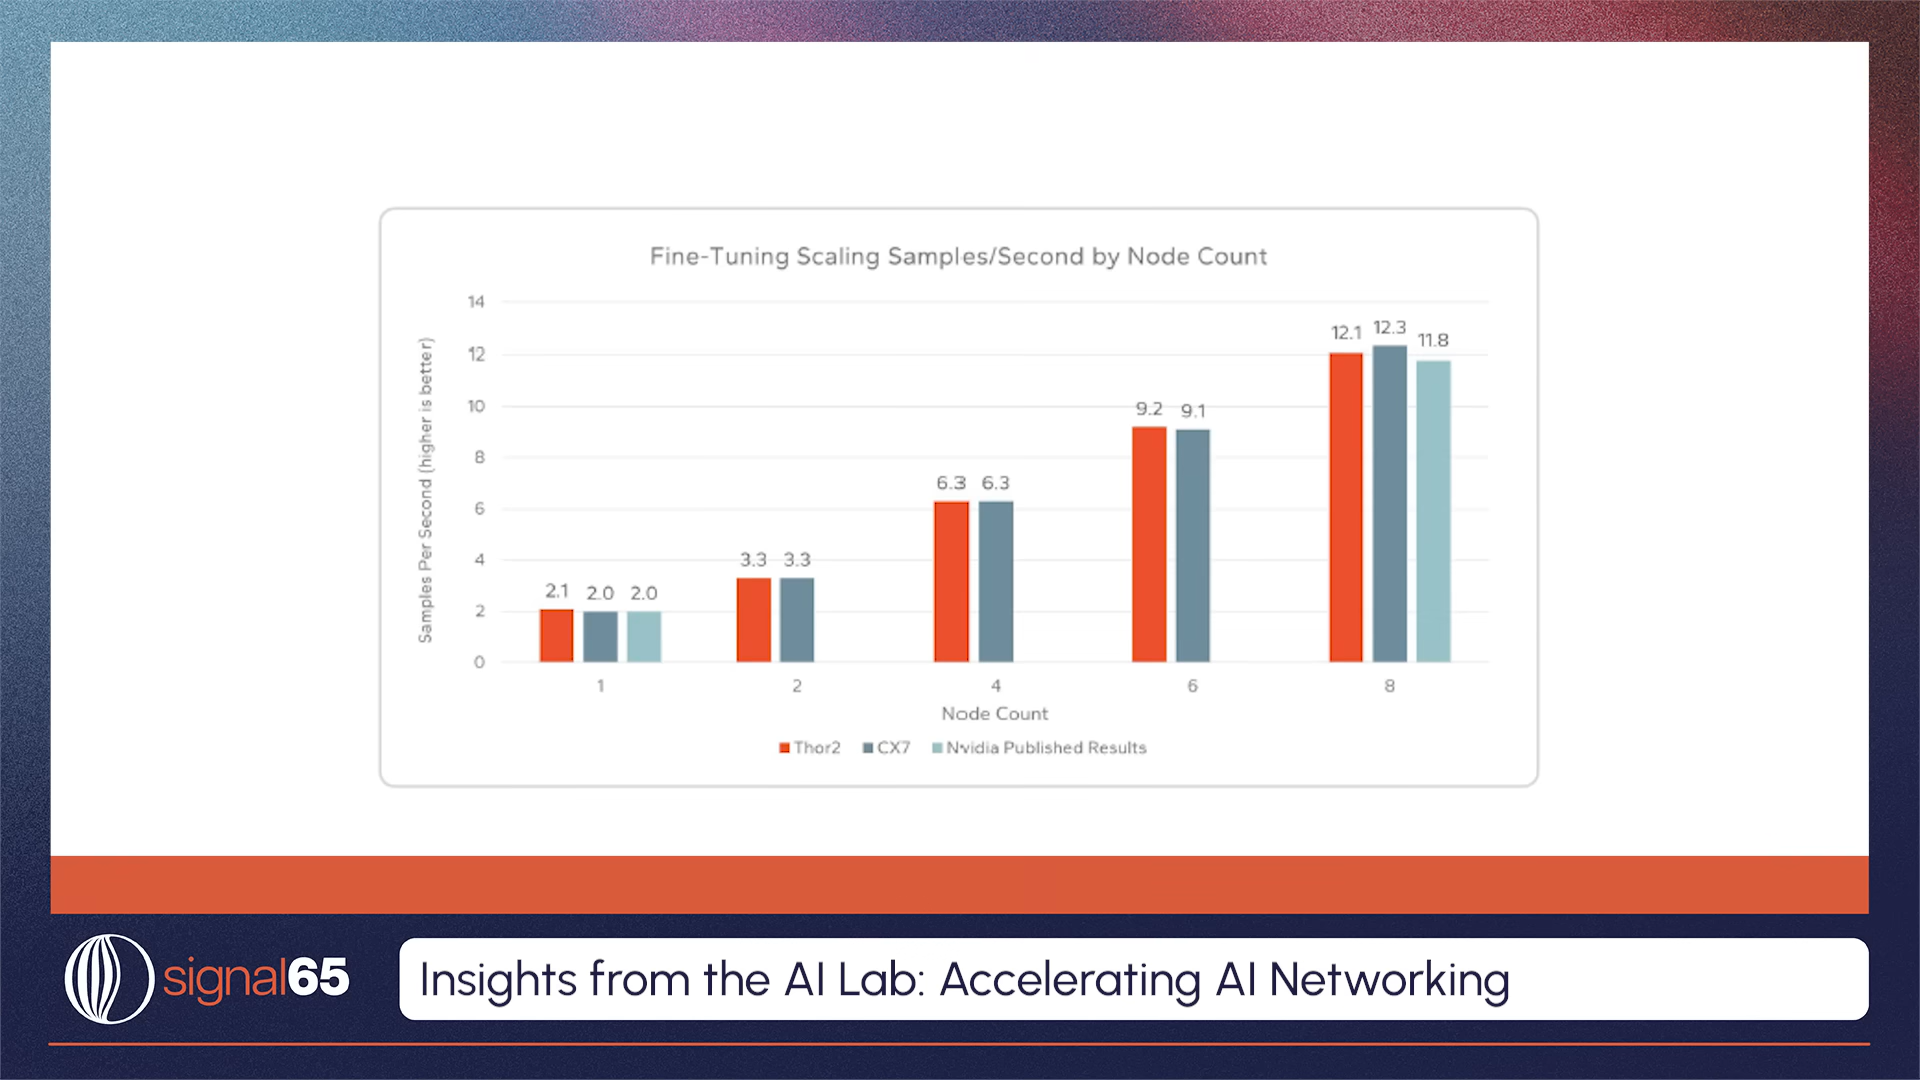 Fine-Tuning Scaling Samples/Second by Node Count
Samples Per Second (higher is better)
14
12
10
8
6
4
2
0
2.1 2.0 2.0
3.3 3.3
6.3 6.3
9.2 9.1
12.1 12.3 11.8
1 2 4 6 8
Node Count
Thor2 CX7 Nvidia Published Results
signal65
Insights from the AI Lab: Accelerating AI Networking